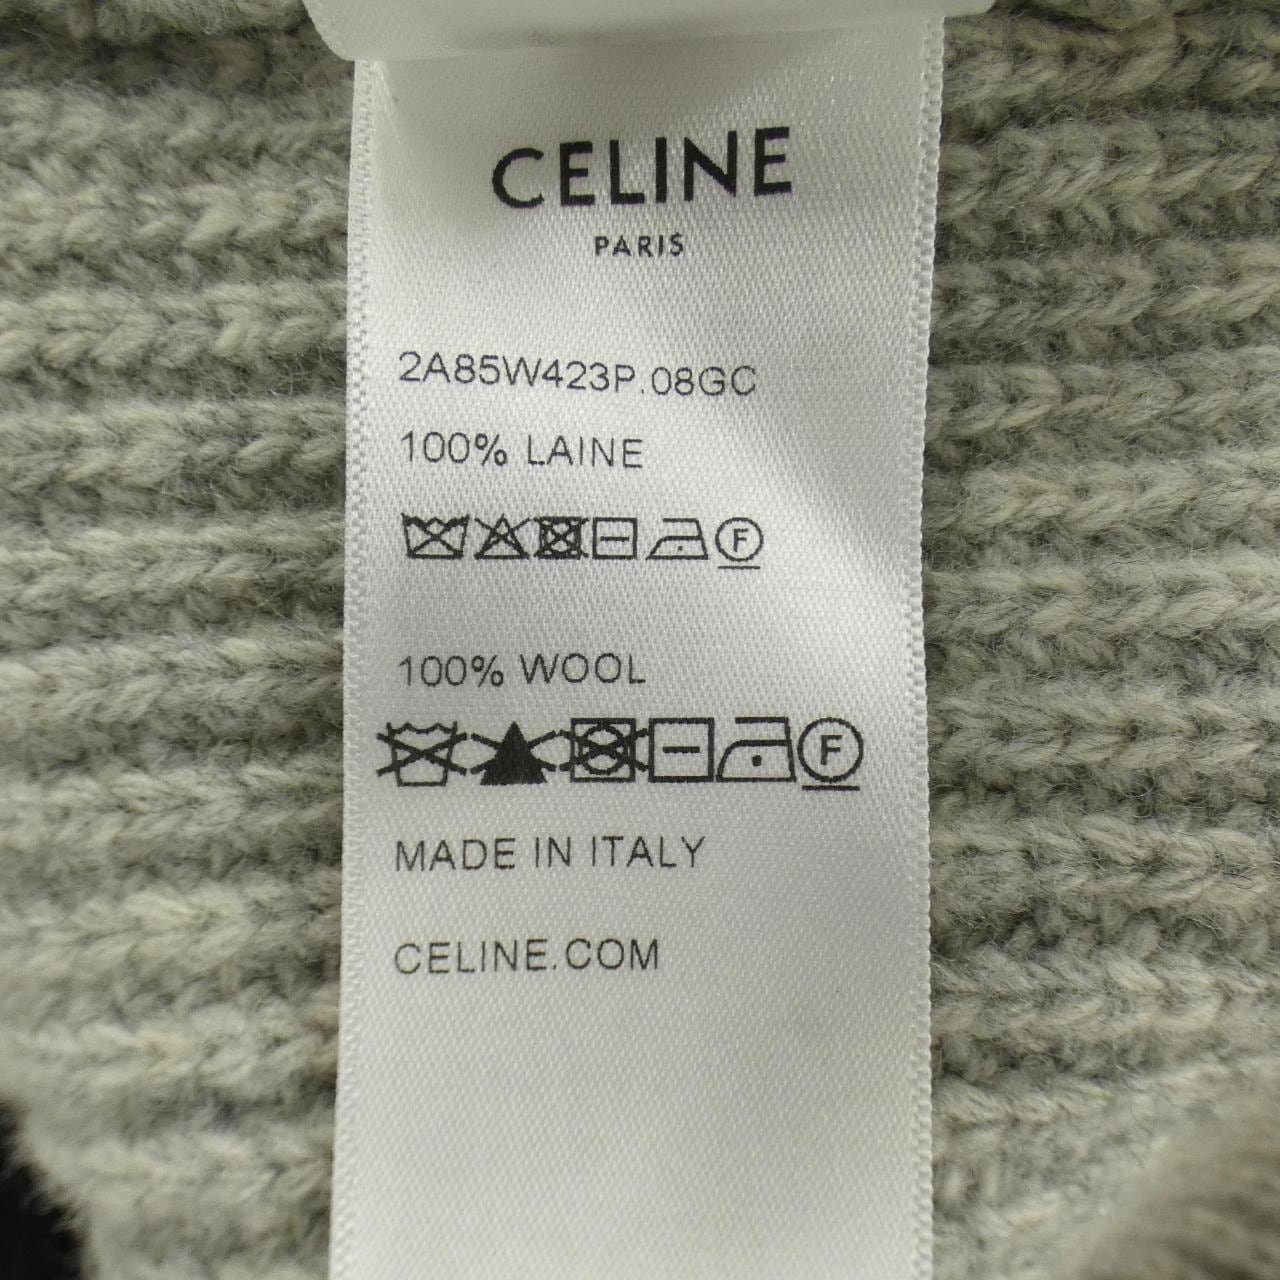 CELINE
PARIS
2A85W423P.08GC
100% LAINE
F
100% WOOL
F
MADE IN ITALY
CELINE.COM